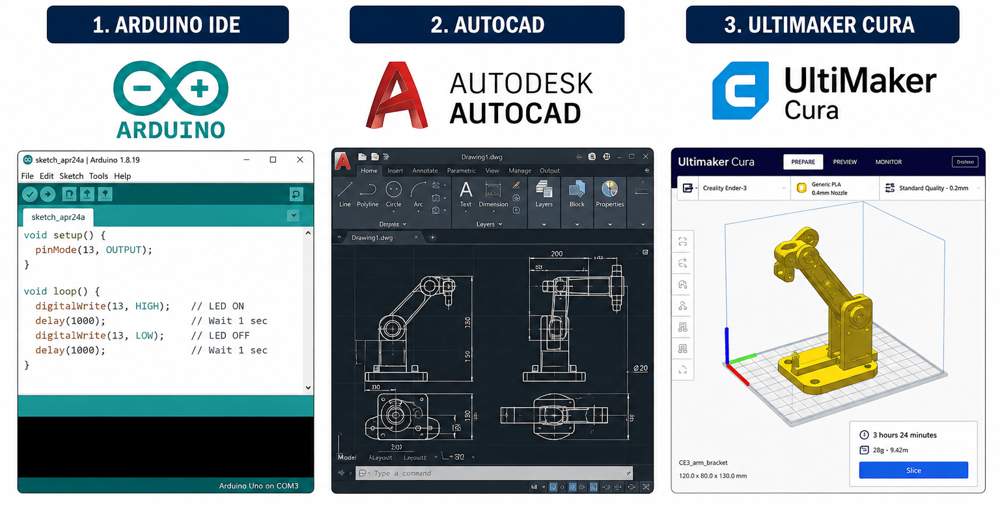 1. ARDUINO IDE
ARDUINO
sketch_apr24a | Arduino 1.8.19
File Edit Sketch Tools Help
sketch_apr24a
void setup() {
pinMode(13, OUTPUT);
}
void loop() {
digitalWrite(13, HIGH); // LED ON
delay(1000); // Wait 1 sec
digitalWrite(13, LOW); // LED OFF
delay(1000); // Wait 1 sec
}
Arduino Uno on COM3
2. AUTOCAD
AUTODESK
AUTOCAD
Drawing1.dwg
Home Insert Annotate Parametric View Manage Output
Line Polyline Circle Arc Text Dimension Layers Block Properties
Layers
Drawing1.dwg
200
130
150
Ø20
Model
Type a command
3. ULTIMAKER CURA
UltiMaker
Cura
Ultimaker Cura PREPARE PREVIEW MONITOR
Creality Ender-3
Generic PLA
0.4mm Nozzle
Standard Quality - 0.2mm
3 hours 24 minutes
28g · 9.42m
Slice
CE3_arm_bracket
120.0 x 80.0 x 130.0 mm